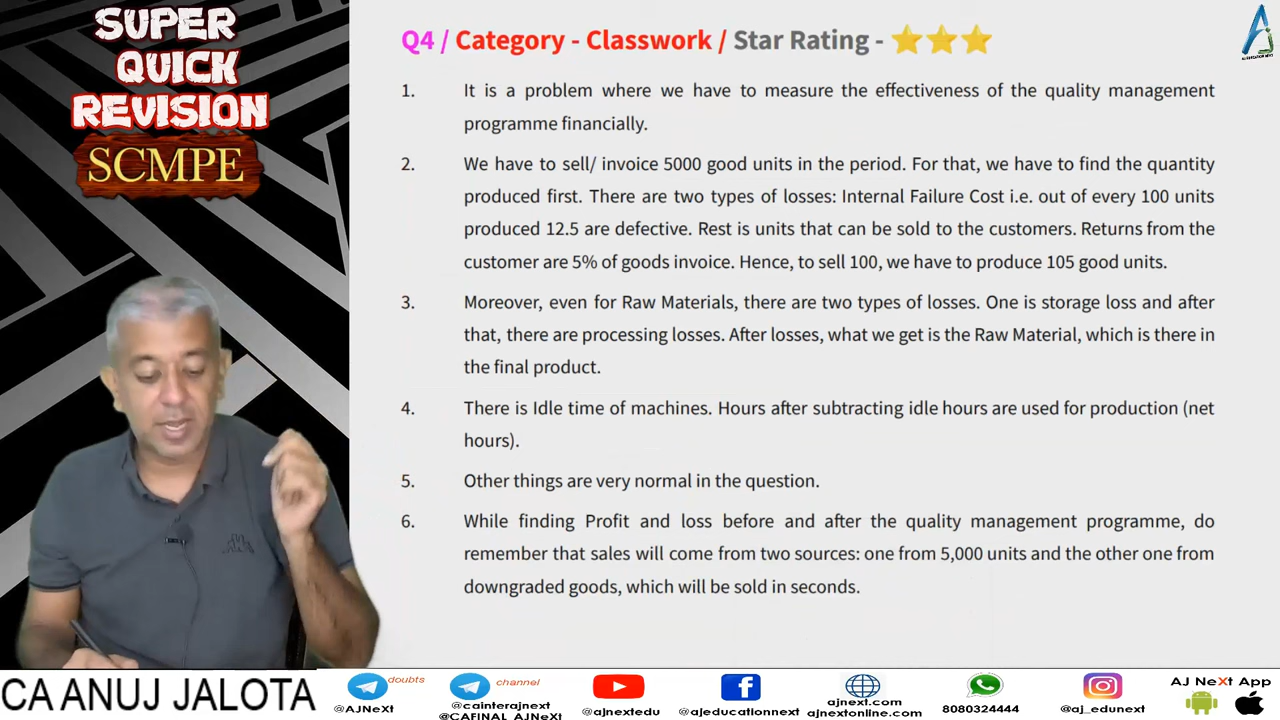 SUPER
QUICK
REVISION
SCMPE
Q4 / Category - Classwork / Star Rating - ⭐⭐⭐
1. It is a problem where we have to measure the effectiveness of the quality management
programme financially.
2. We have to sell/ invoice 5000 good units in the period. For that, we have to find the quantity
produced first. There are two types of losses: Internal Failure Cost i.e. out of every 100 units
produced 12.5 are defective. Rest is units that can be sold to the customers. Returns from the
customer are 5% of goods invoice. Hence, to sell 100, we have to produce 105 good units.
3. Moreover, even for Raw Materials, there are two types of losses. One is storage loss and after
that, there are processing losses. After losses, what we get is the Raw Material, which is there in
the final product.
4. There is Idle time of machines. Hours after subtracting idle hours are used for production (net
hours).
5. Other things are very normal in the question.
6. While finding Profit and loss before and after the quality management programme, do
remember that sales will come from two sources: one from 5,000 units and the other one from
downgraded goods, which will be sold in seconds.
CA ANUJ JALOTA
doubts
@AJNeXt
channel
@cainterajnext
@CAFINAL_AJNeXt
@ajnextedu
@ajeducationnext
ajnext.com
ajnextonline.com
8080324444
@aj_edunext
AJ NeXt App